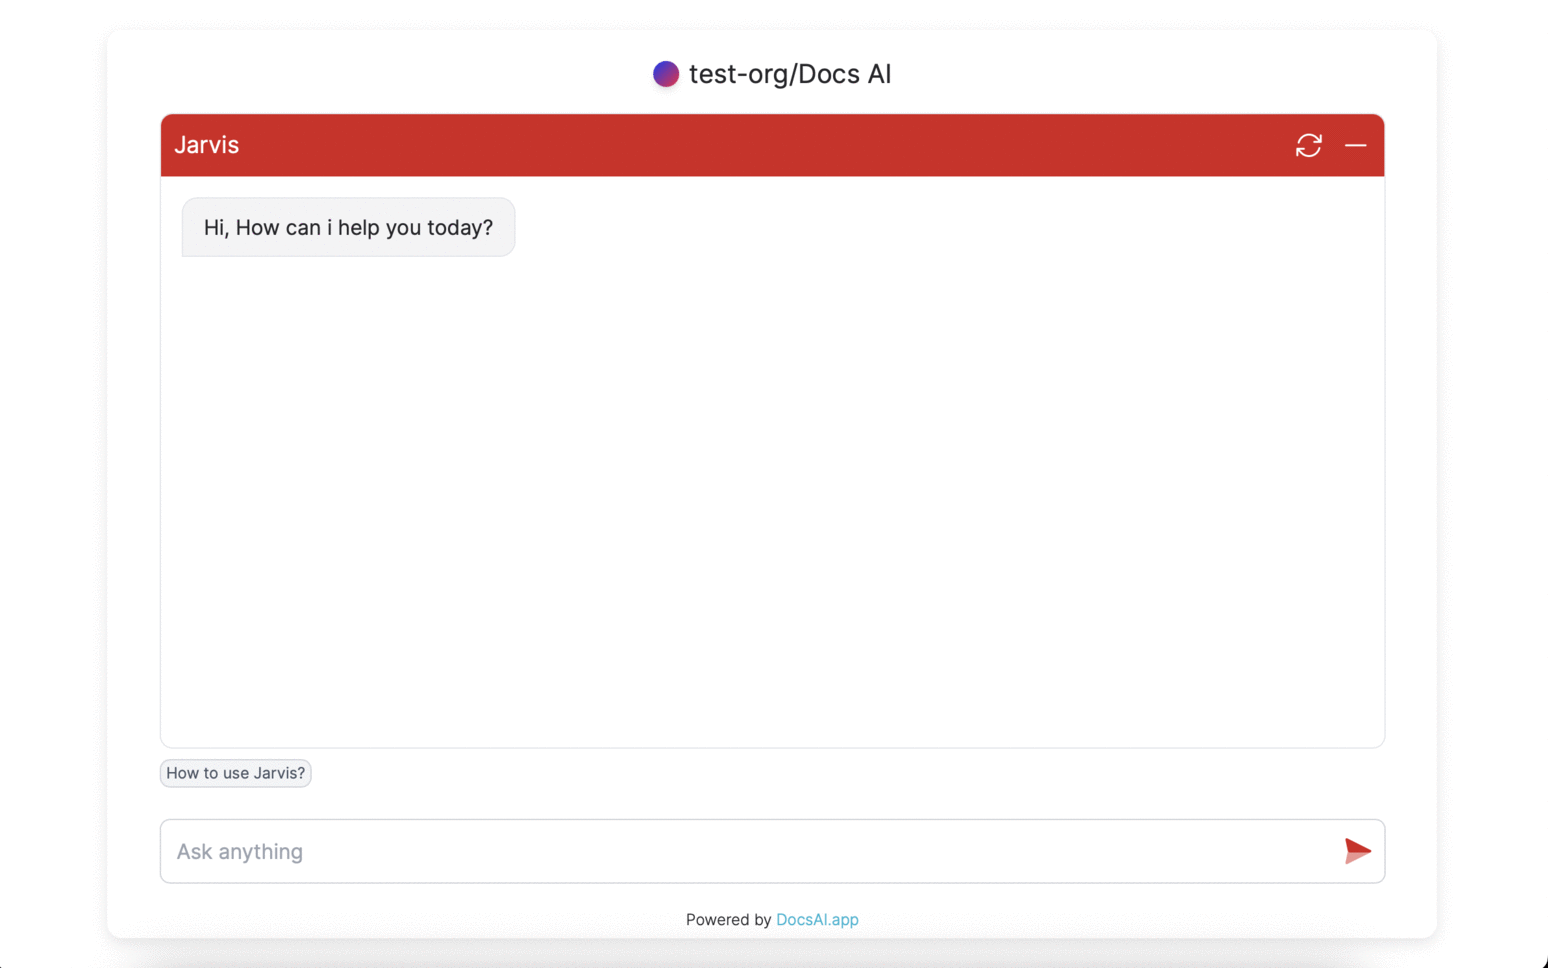 test-org/Docs AI
Jarvis
Hi, How can i help you today?
How to use Jarvis?
Ask anything
Powered by DocsAI.app